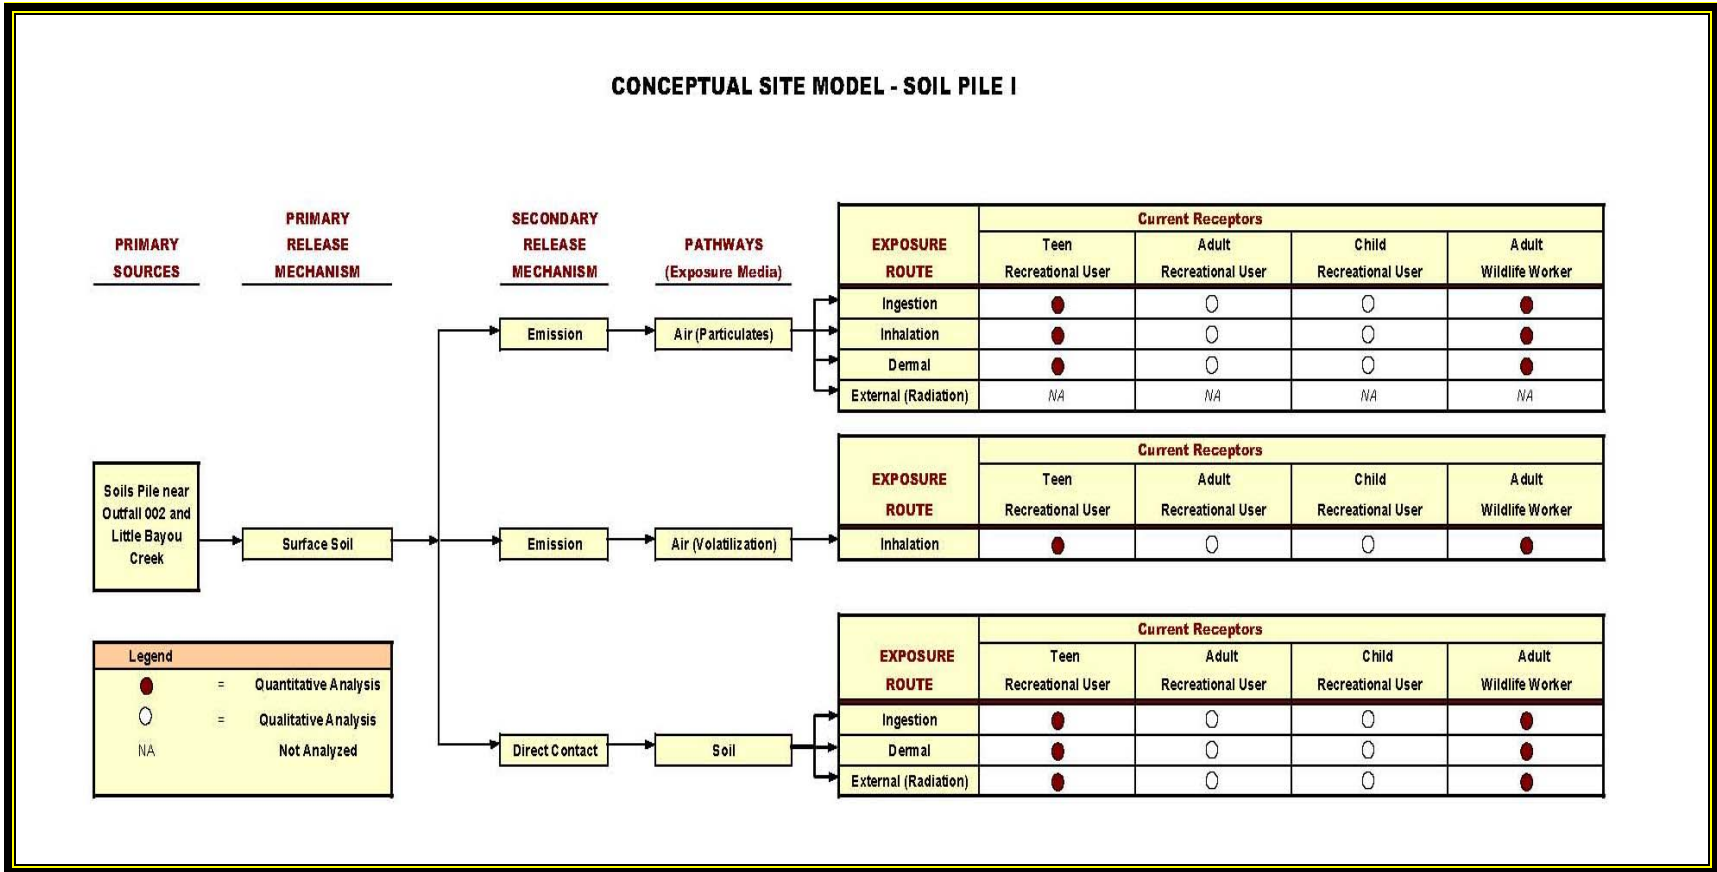 CONCEPTUAL SITE MODEL - SOIL PILE I
PRIMARY
SOURCES
PRIMARY
RELEASE
MECHANISM
SECONDARY
RELEASE
MECHANISM
PATHWAYS
(Exposure Media)
EXPOSURE
ROUTE
Current Receptors
Teen
Recreational User
Adult
Recreational User
Child
Recreational User
Adult
Wildlife Worker
Emission
Air (Particulates)
Ingestion
Inhalation
Dermal
External (Radiation) NA NA NA NA
Soils Pile near
Outfall 002 and
Little Bayou
Creek
Surface Soil
Emission
Air (Volatilization)
EXPOSURE
ROUTE
Current Receptors
Teen
Recreational User
Adult
Recreational User
Child
Recreational User
Adult
Wildlife Worker
Inhalation
Direct Contact
Soil
EXPOSURE
ROUTE
Current Receptors
Teen
Recreational User
Adult
Recreational User
Child
Recreational User
Adult
Wildlife Worker
Ingestion
Dermal
External (Radiation)
Legend
= Quantitative Analysis
= Qualitative Analysis
NA Not Analyzed